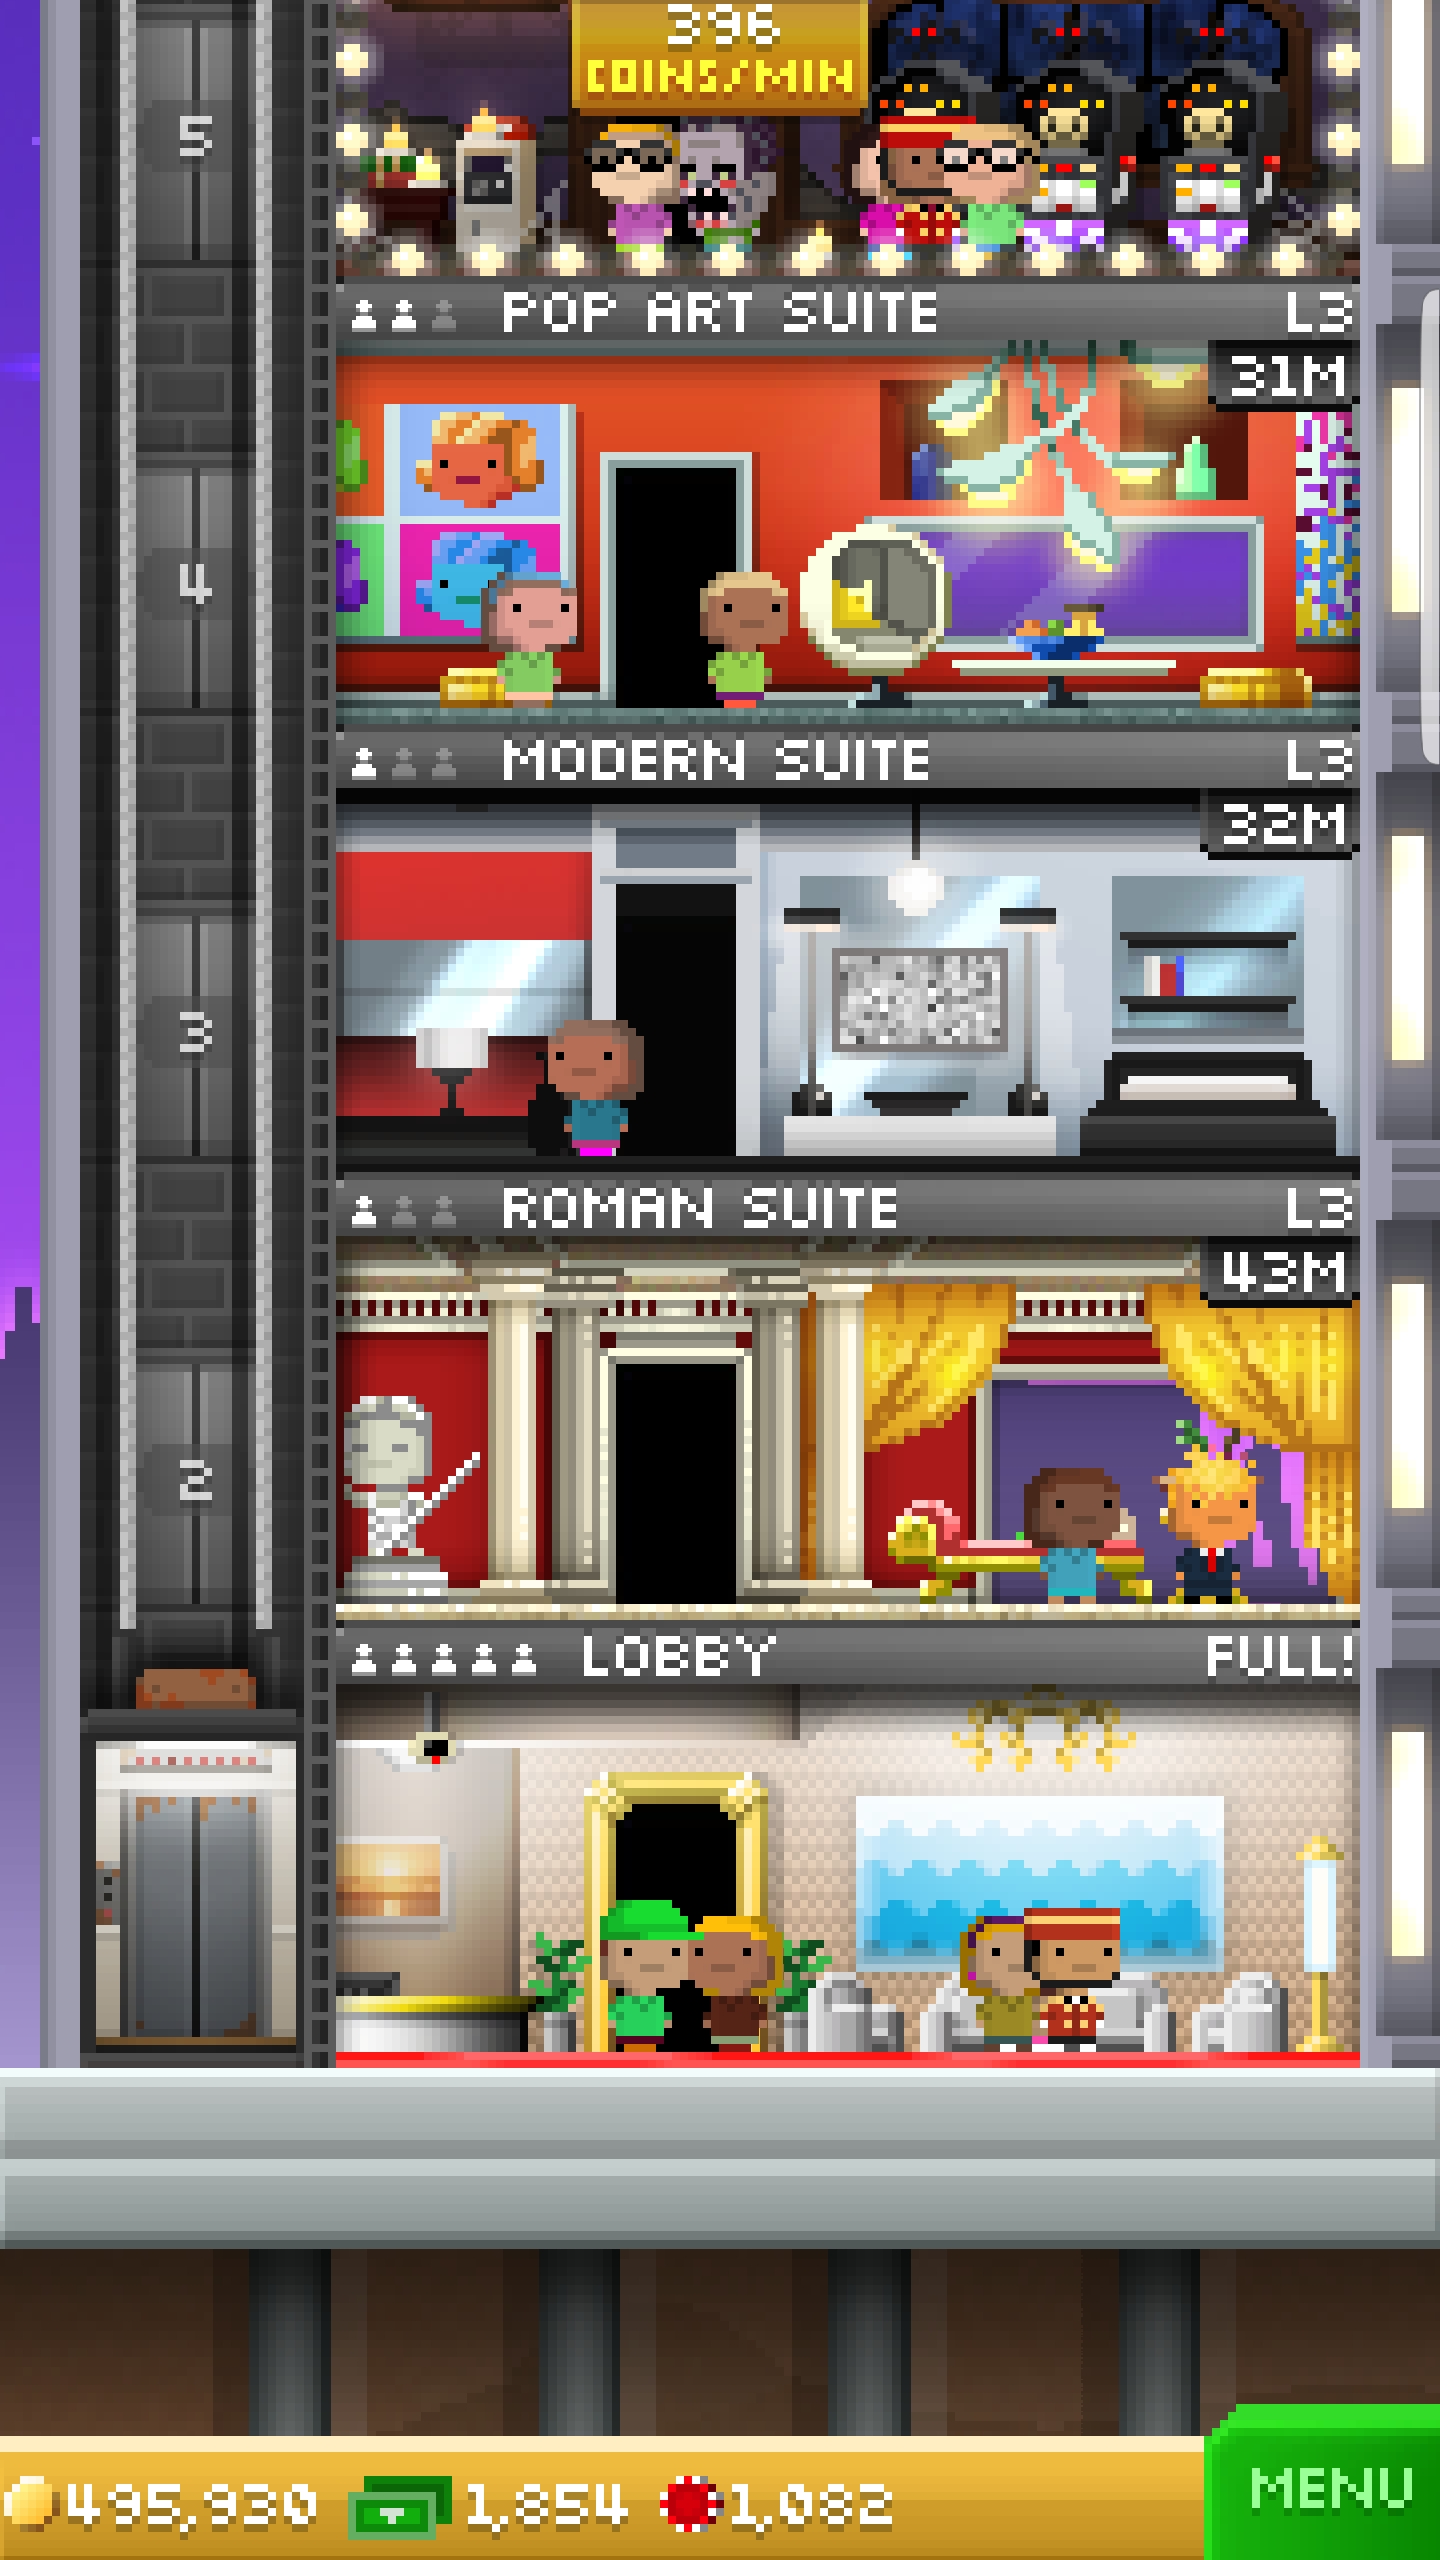 396
COINS/MIN
5
POP ART SUITE L3
31M
4
MODERN SUITE L3
32M
3
ROMAN SUITE L3
43M
2
LOBBY FULL!
495,930 1,854 1,082 MENU